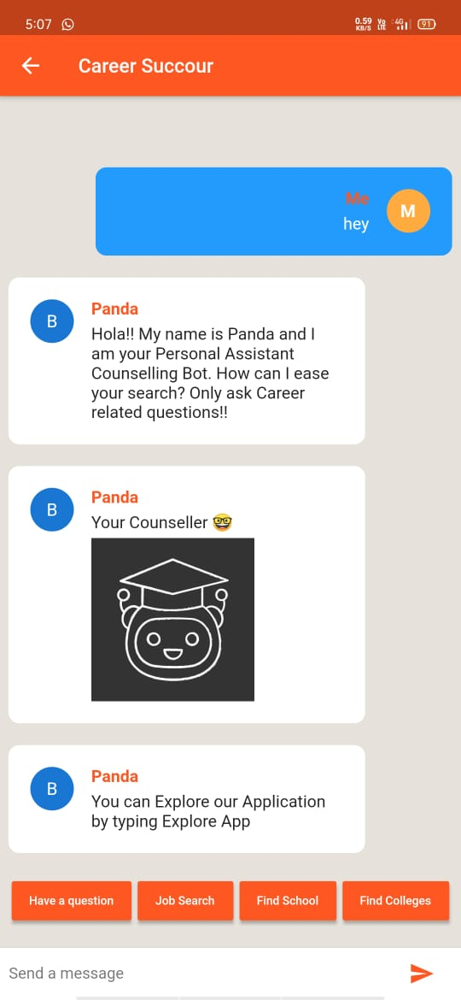 5:07
0.59 KB/S Vo LTE 4G 91
Career Succour
Me
M
hey
Panda
B
Hola!! My name is Panda and I
am your Personal Assistant
Counselling Bot. How can I ease
your search? Only ask Career
related questions!!
Panda
B
Your Counseller 🤓
Panda
B
You can Explore our Application
by typing Explore App
Have a question Job Search Find School Find Colleges
Send a message